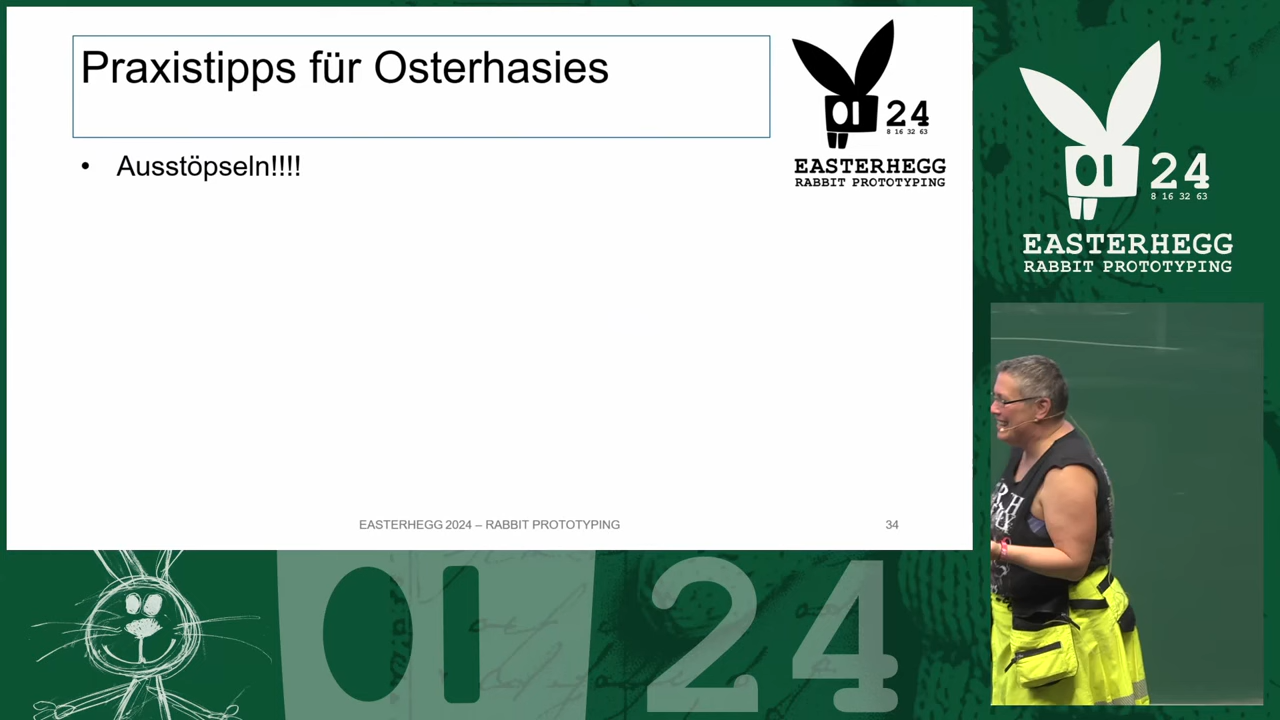 Praxistipps für Osterhasies
• Ausstöpseln!!!!
24
8 16 32 63
EASTERHEGG
RABBIT PROTOTYPING
EASTERHEGG 2024 – RABBIT PROTOTYPING
34
24
8 16 32 63
EASTERHEGG
RABBIT PROTOTYPING
24